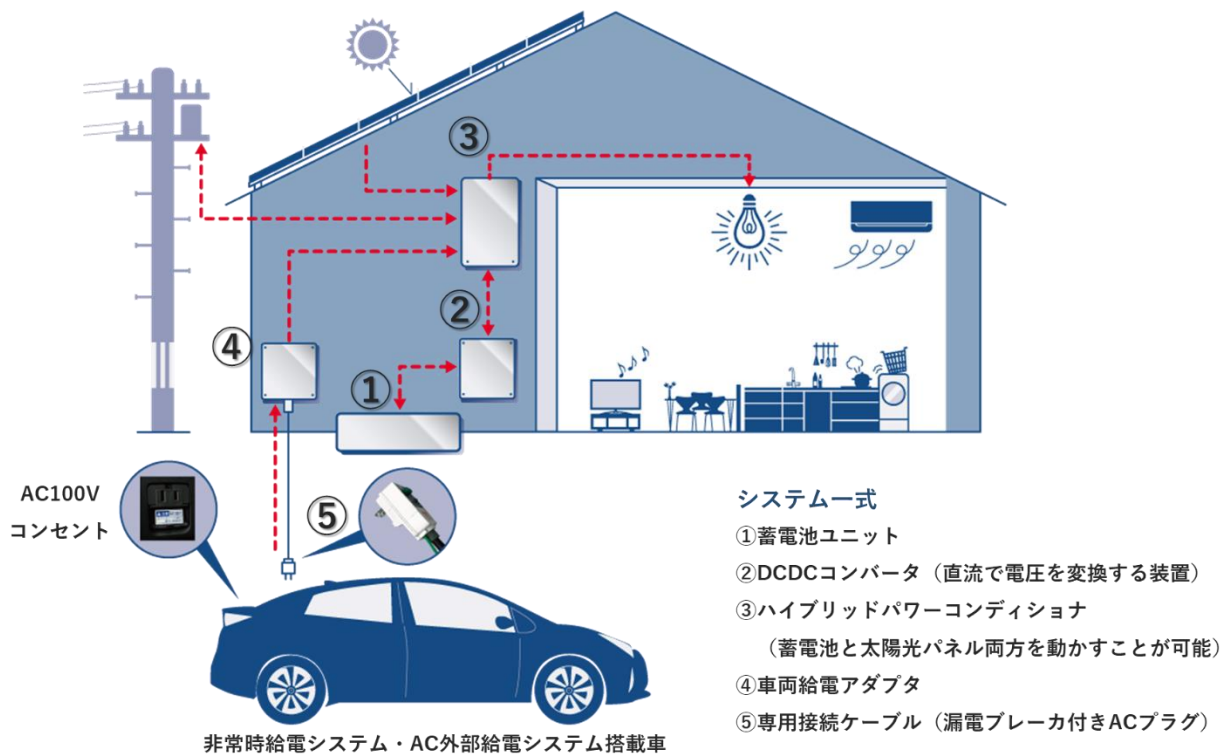 ③
②
④
①
AC100V
コンセント
⑤
システム一式
①蓄電池ユニット
②DCDCコンバータ（直流で電圧を変換する装置）
③ハイブリッドパワーコンディショナ
（蓄電池と太陽光パネル両方を動かすことが可能）
④車両給電アダプタ
⑤専用接続ケーブル（漏電ブレーカ付きACプラグ）
非常時給電システム・AC外部給電システム搭載車